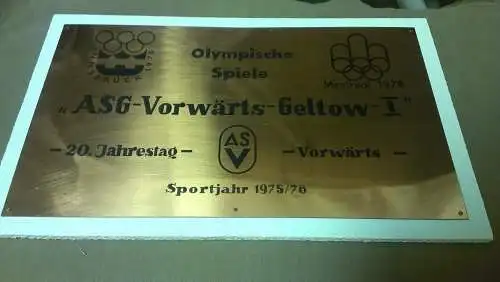 Olympische
Spiele
Montreal 1976
„ASG-Vorwärts-Geltow-I"
- 20. Jahrestag -
ASV
- Vorwärts -
Sportjahr 1975/76